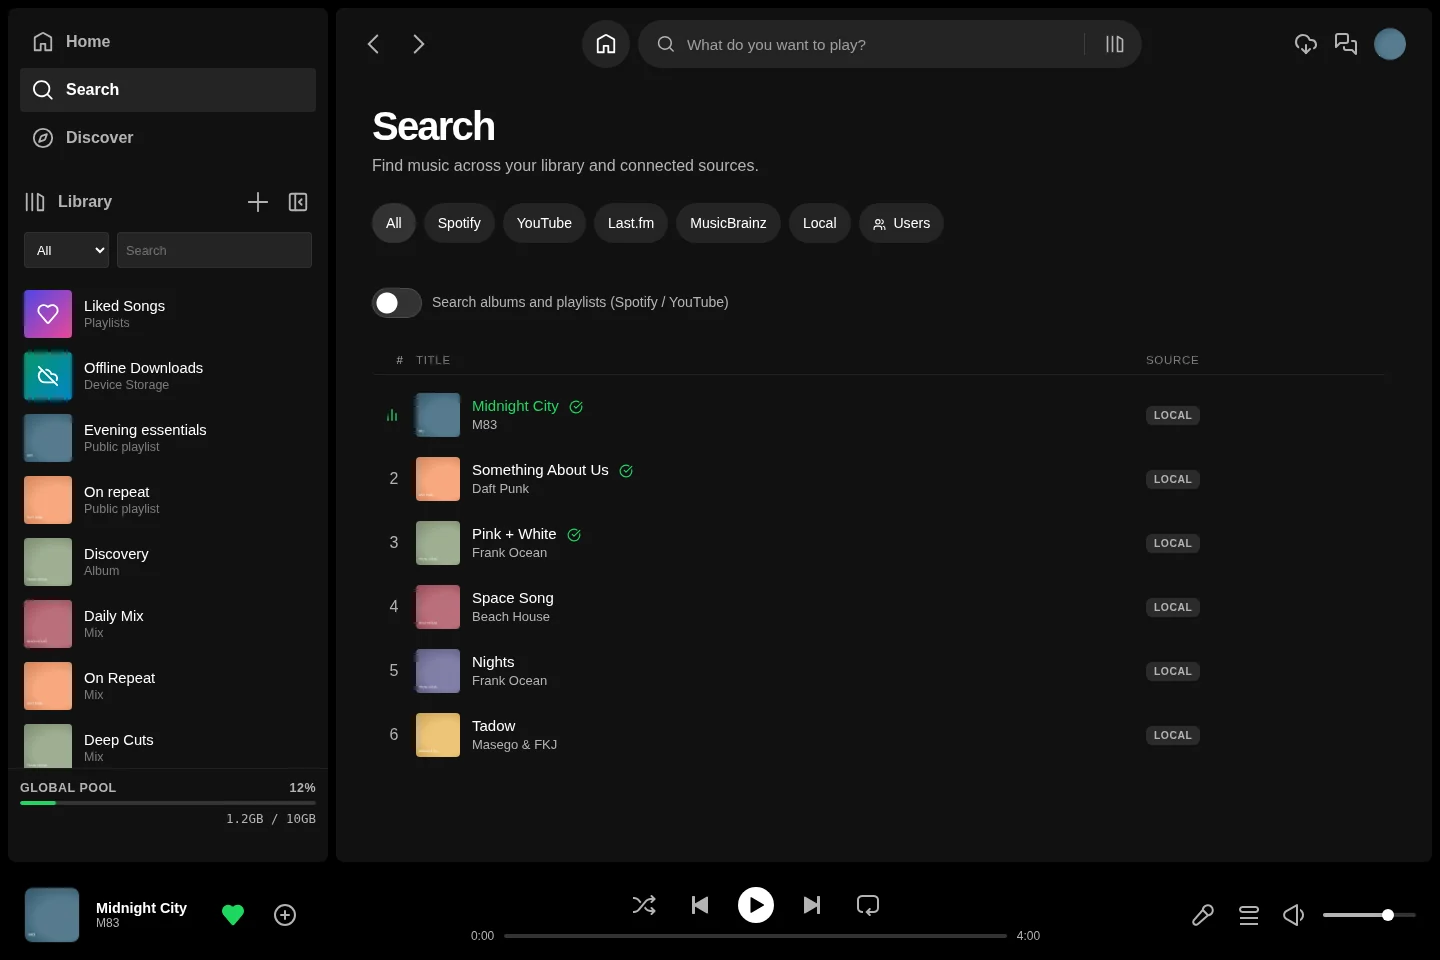 Home
Search
Discover
Library
All
Search
Liked Songs
Playlists
Offline Downloads
Device Storage
Evening essentials
Public playlist
On repeat
Public playlist
Discovery
Album
Daily Mix
Mix
On Repeat
Mix
Deep Cuts
Mix
GLOBAL POOL 12%
1.2GB / 10GB
What do you want to play?
Search
Find music across your library and connected sources.
All Spotify YouTube Last.fm MusicBrainz Local Users
Search albums and playlists (Spotify / YouTube)
# TITLE SOURCE
Midnight City
M83
LOCAL
2 Something About Us
Daft Punk
LOCAL
3 Pink + White
Frank Ocean
LOCAL
4 Space Song
Beach House
LOCAL
5 Nights
Frank Ocean
LOCAL
6 Tadow
Masego & FKJ
LOCAL
Midnight City
M83
0:00 4:00